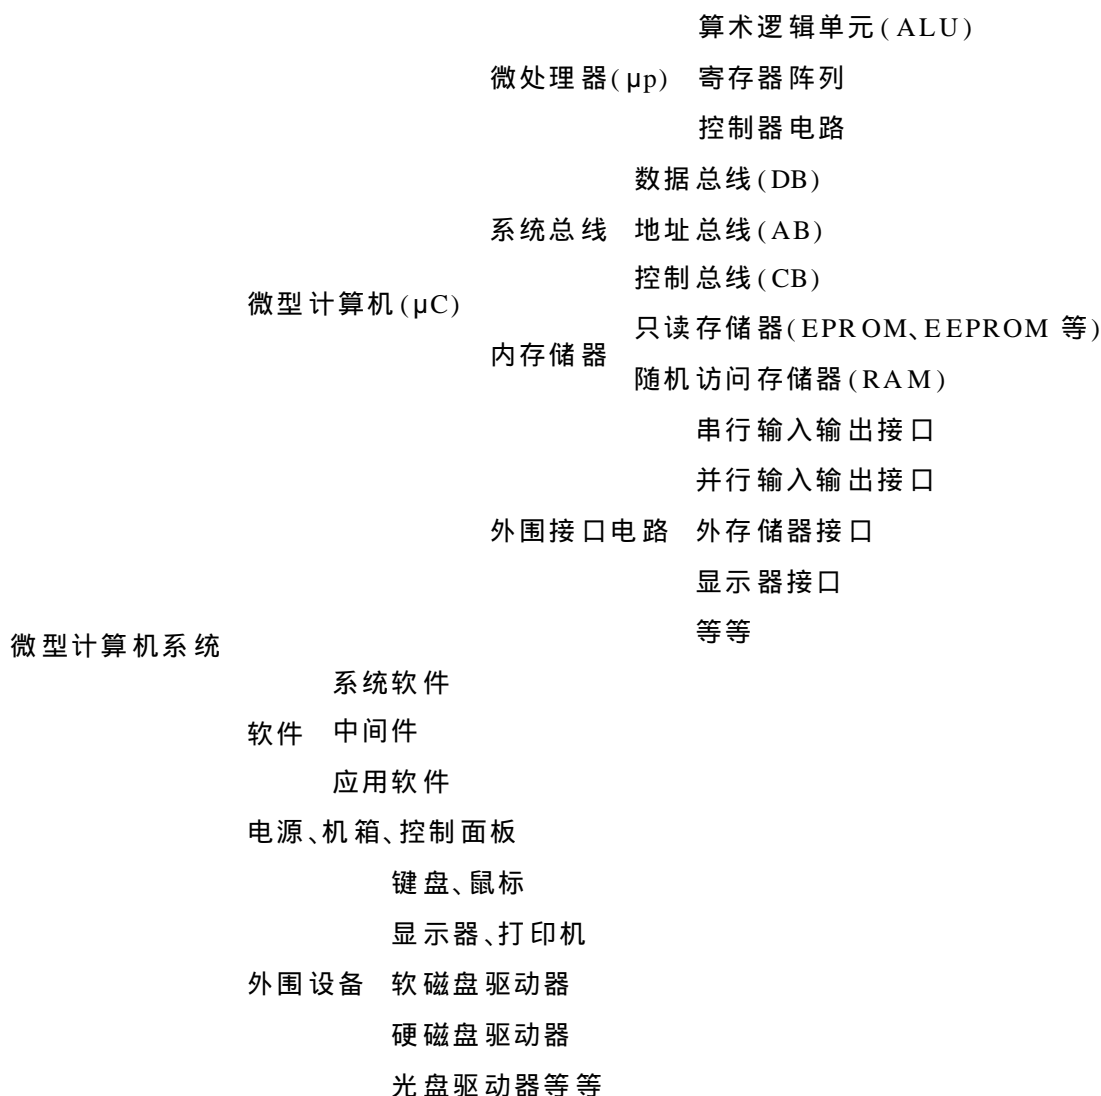 算术逻辑单元(ALU)
微处理器(μp) 寄存器阵列
控制器电路
数据总线(DB)
系统总线 地址总线(AB)
控制总线(CB)
微型计算机(μC)
只读存储器(EPROM、EEPROM 等)
内存储器
随机访问存储器(RAM)
串行输入输出接口
并行输入输出接口
外围接口电路 外存储器接口
显示器接口
等等
微型计算机系统
系统软件
软件 中间件
应用软件
电源、机箱、控制面板
键盘、鼠标
显示器、打印机
外围设备 软磁盘驱动器
硬磁盘驱动器
光盘驱动器等等